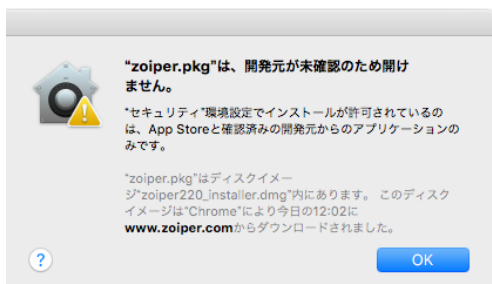 “zoiper.pkg”は、開発元が未確認のため開け
ません。
“セキュリティ”環境設定でインストールが許可されているの
は、App Storeと確認済みの開発元からのアプリケーションの
みです。
“zoiper.pkg”はディスクイメー
ジ“zoiper220_installer.dmg”内にあります。 このディスク
イメージは“Chrome”により今日の12:02に
www.zoiper.comからダウンロードされました。
?
OK